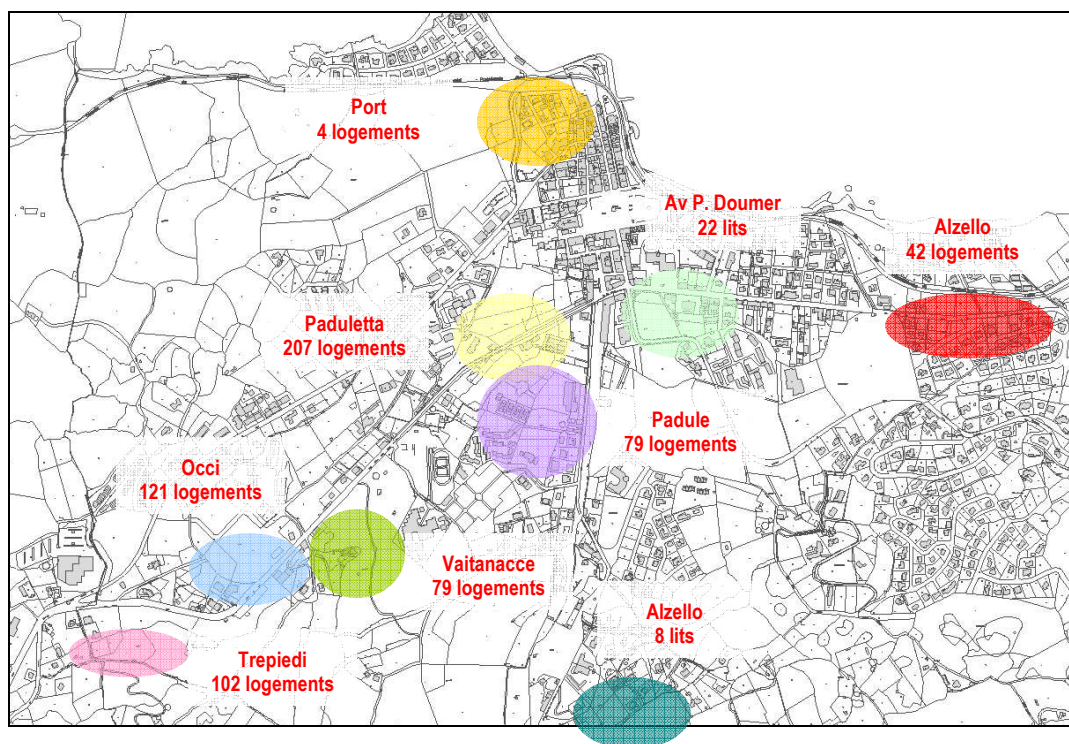 Port
4 logements
Av P. Doumer
22 lits
Alzello
42 logements
Paduletta
207 logements
Padule
79 logements
Occi
121 logements
Vaitanacce
79 logements
Alzello
8 lits
Trepiedi
102 logements